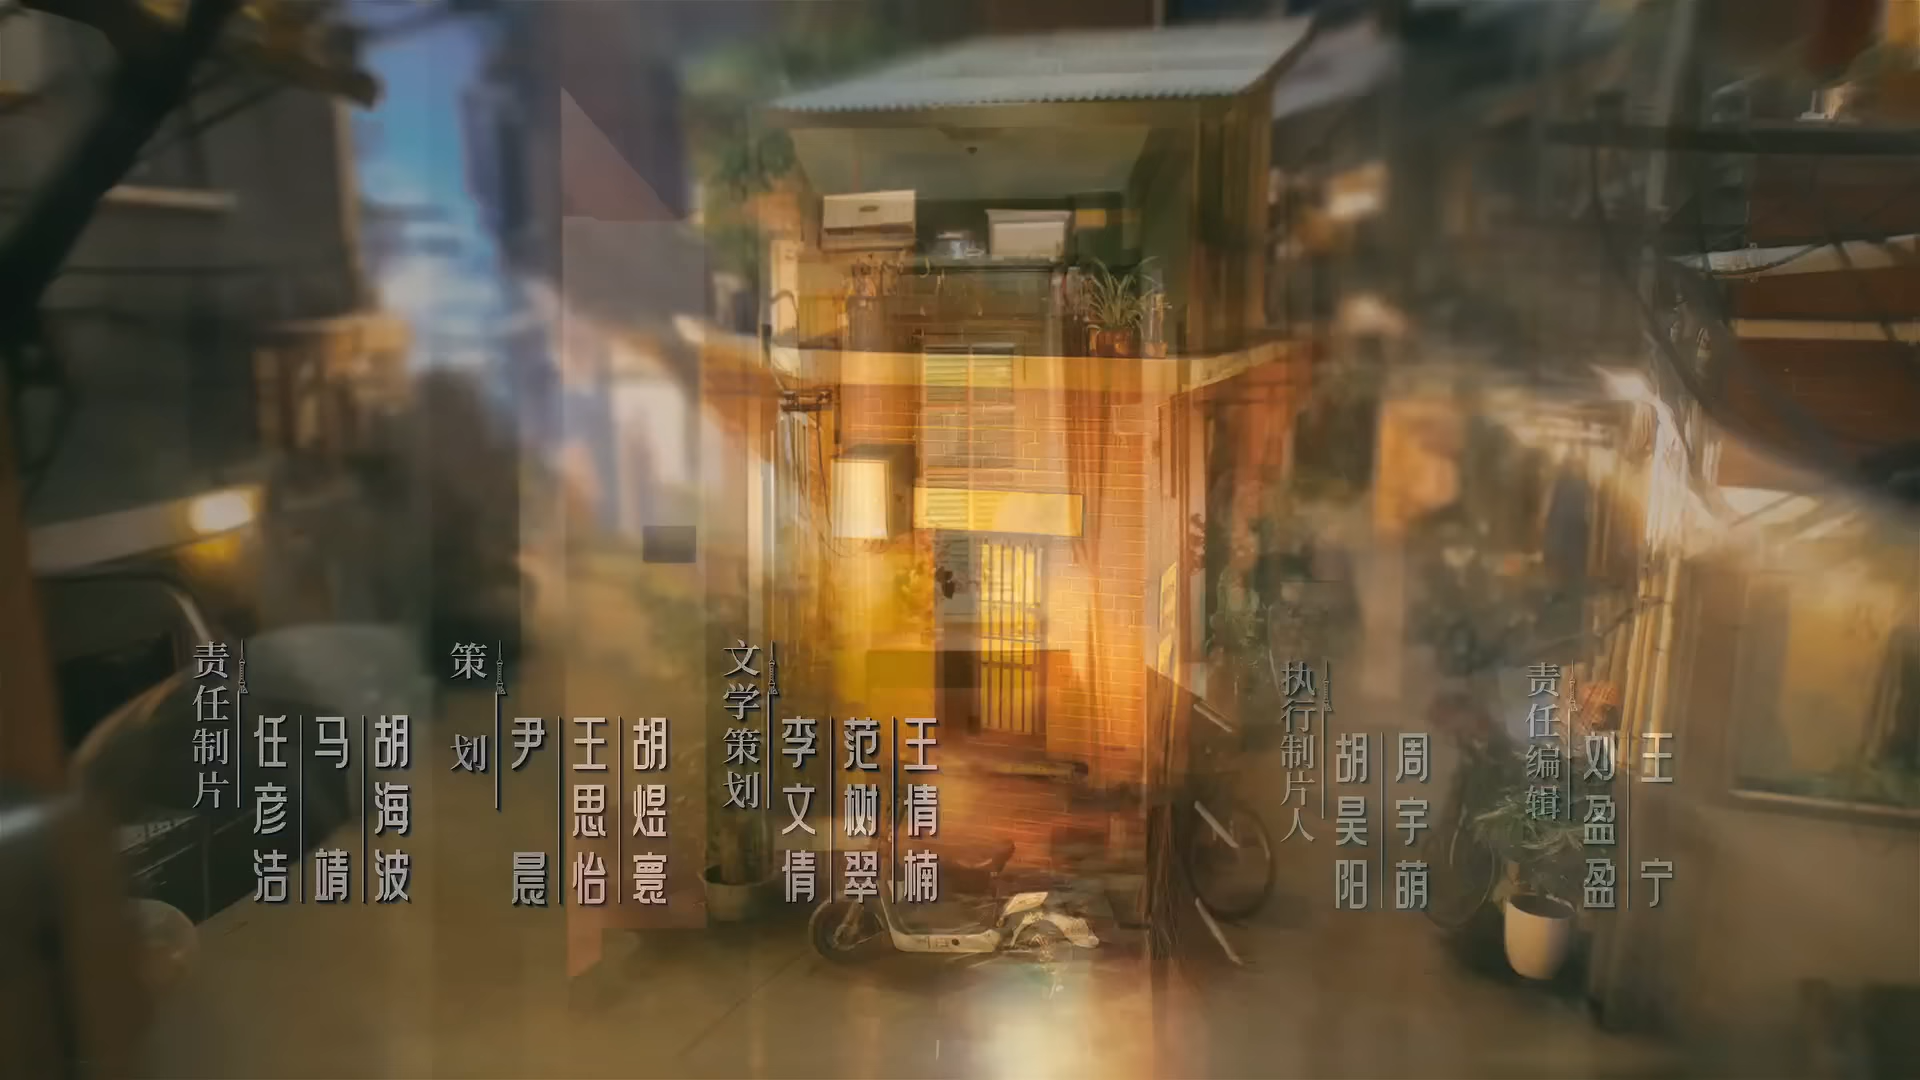 责任制片
任彦洁
马靖
胡海波
策划
尹晨
王思怡
胡煜寰
文学策划
李文倩
范树翠
王倩楠
执行制片人
胡昊阳
周宇萌
责任编辑
刘盈盈
王宁